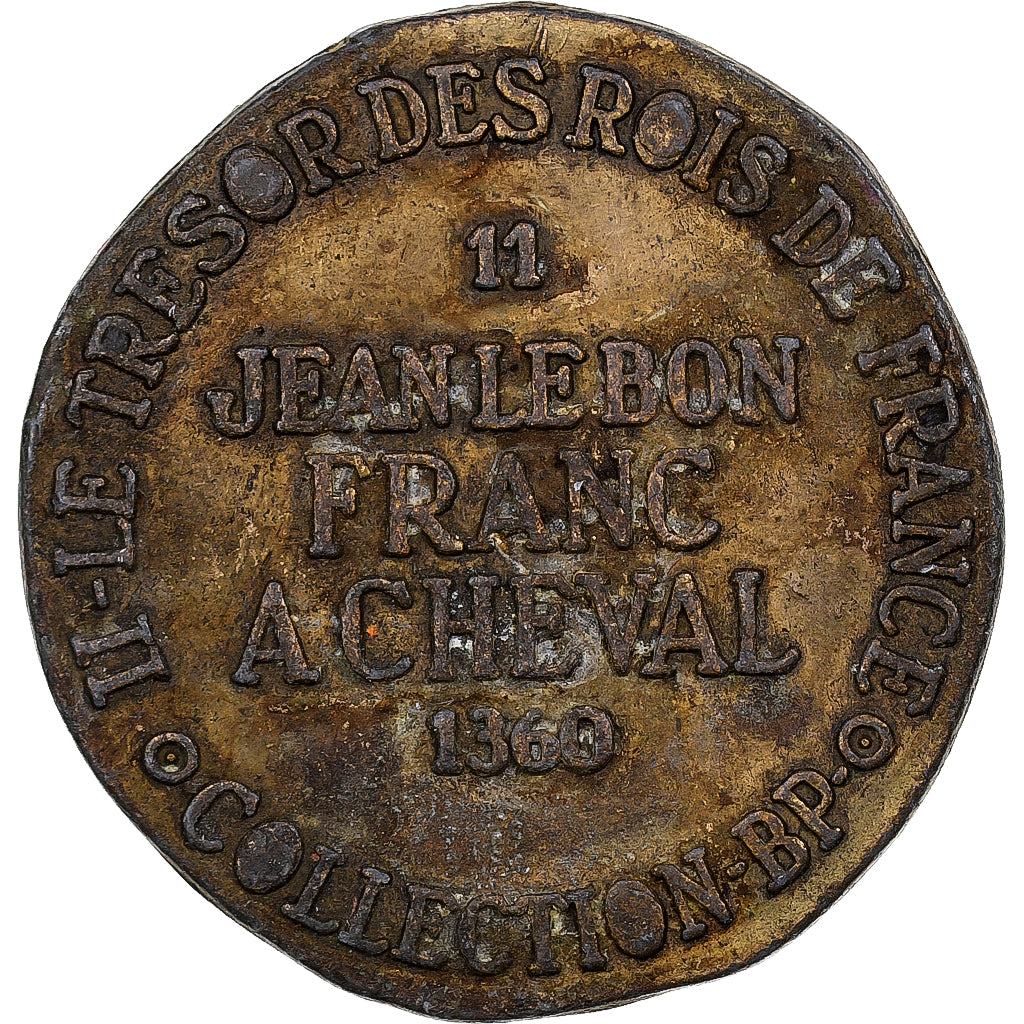 II-LE TRESOR DES ROIS DE FRANCE
11
JEAN LE BON
FRANC
A CHEVAL
1360
COLLECTION-BP